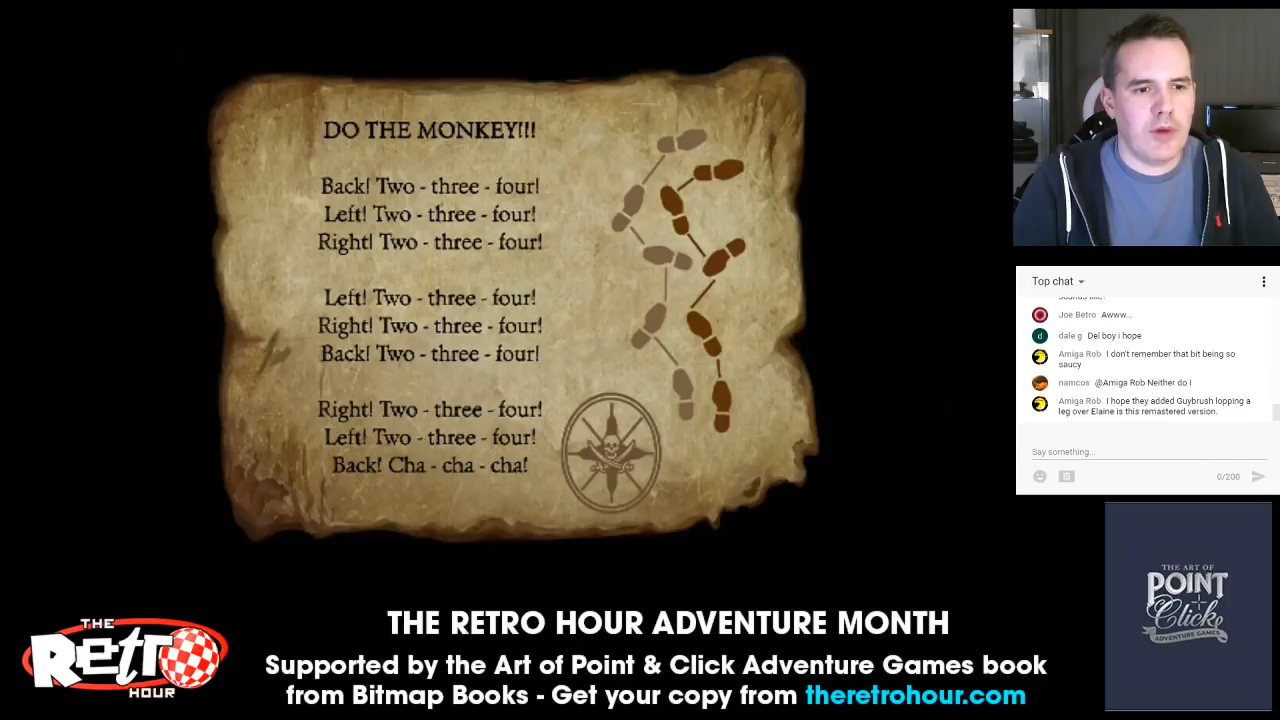 DO THE MONKEY!!!
Back! Two - three - four!
Left! Two - three - four!
Right! Two - three - four!
Left! Two - three - four!
Right! Two - three - four!
Back! Two - three - four!
Right! Two - three - four!
Left! Two - three - four!
Back! Cha - cha - cha!
Top chat
Joe Betro Awww...
d dale g Del boy i hope
Amiga Rob I don't remember that bit being so
saucy
namcos @Amiga Rob Neither do I
Amiga Rob I hope they added Guybrush lopping a
leg over Elaine is this remastered version.
Say something...
0/200
THE ART OF
POINT
Click
ADVENTURE GAMES
THE
Retro
HOUR
THE RETRO HOUR ADVENTURE MONTH
Supported by the Art of Point & Click Adventure Games book
from Bitmap Books - Get your copy from theretrohour.com